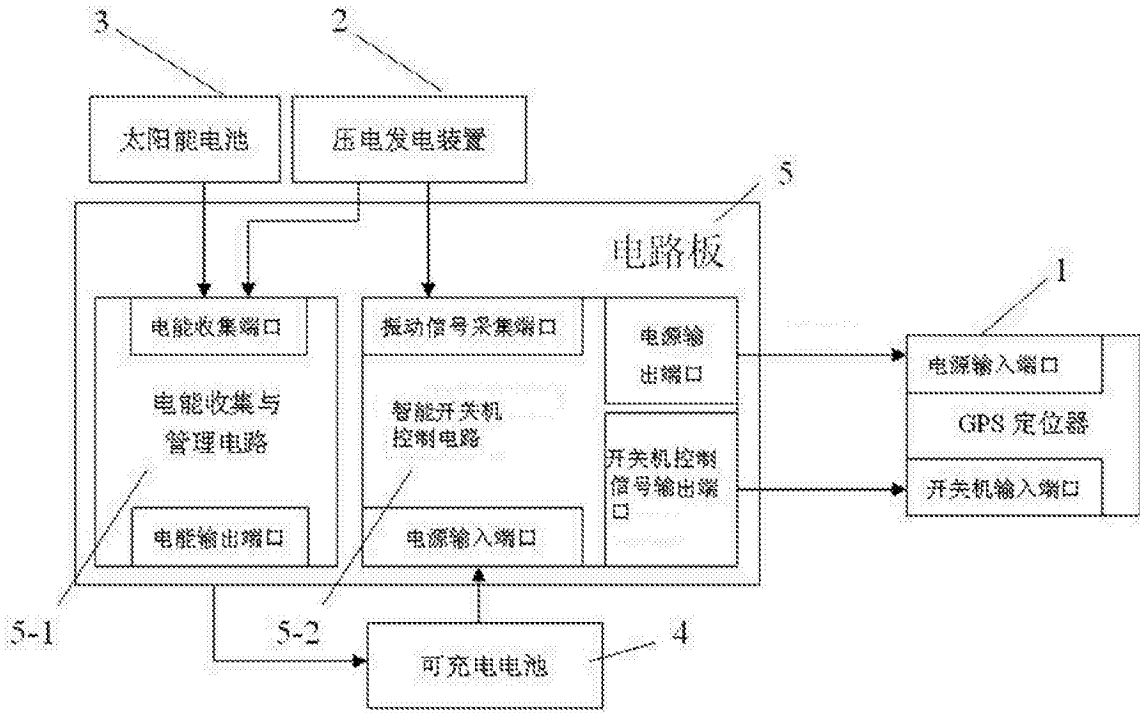 3
2
太阳能电池
压电发电装置
5
电路板
1
电能收集端口
振动信号采集端口
电源输
出端口
电源输入端口
电能收集与
管理电路
智能开关机
控制电路
GPS 定位器
开关机控制
信号输出端
口
开关机输入端口
电能输出端口
电源输入端口
5-1
5-2
4
可充电电池